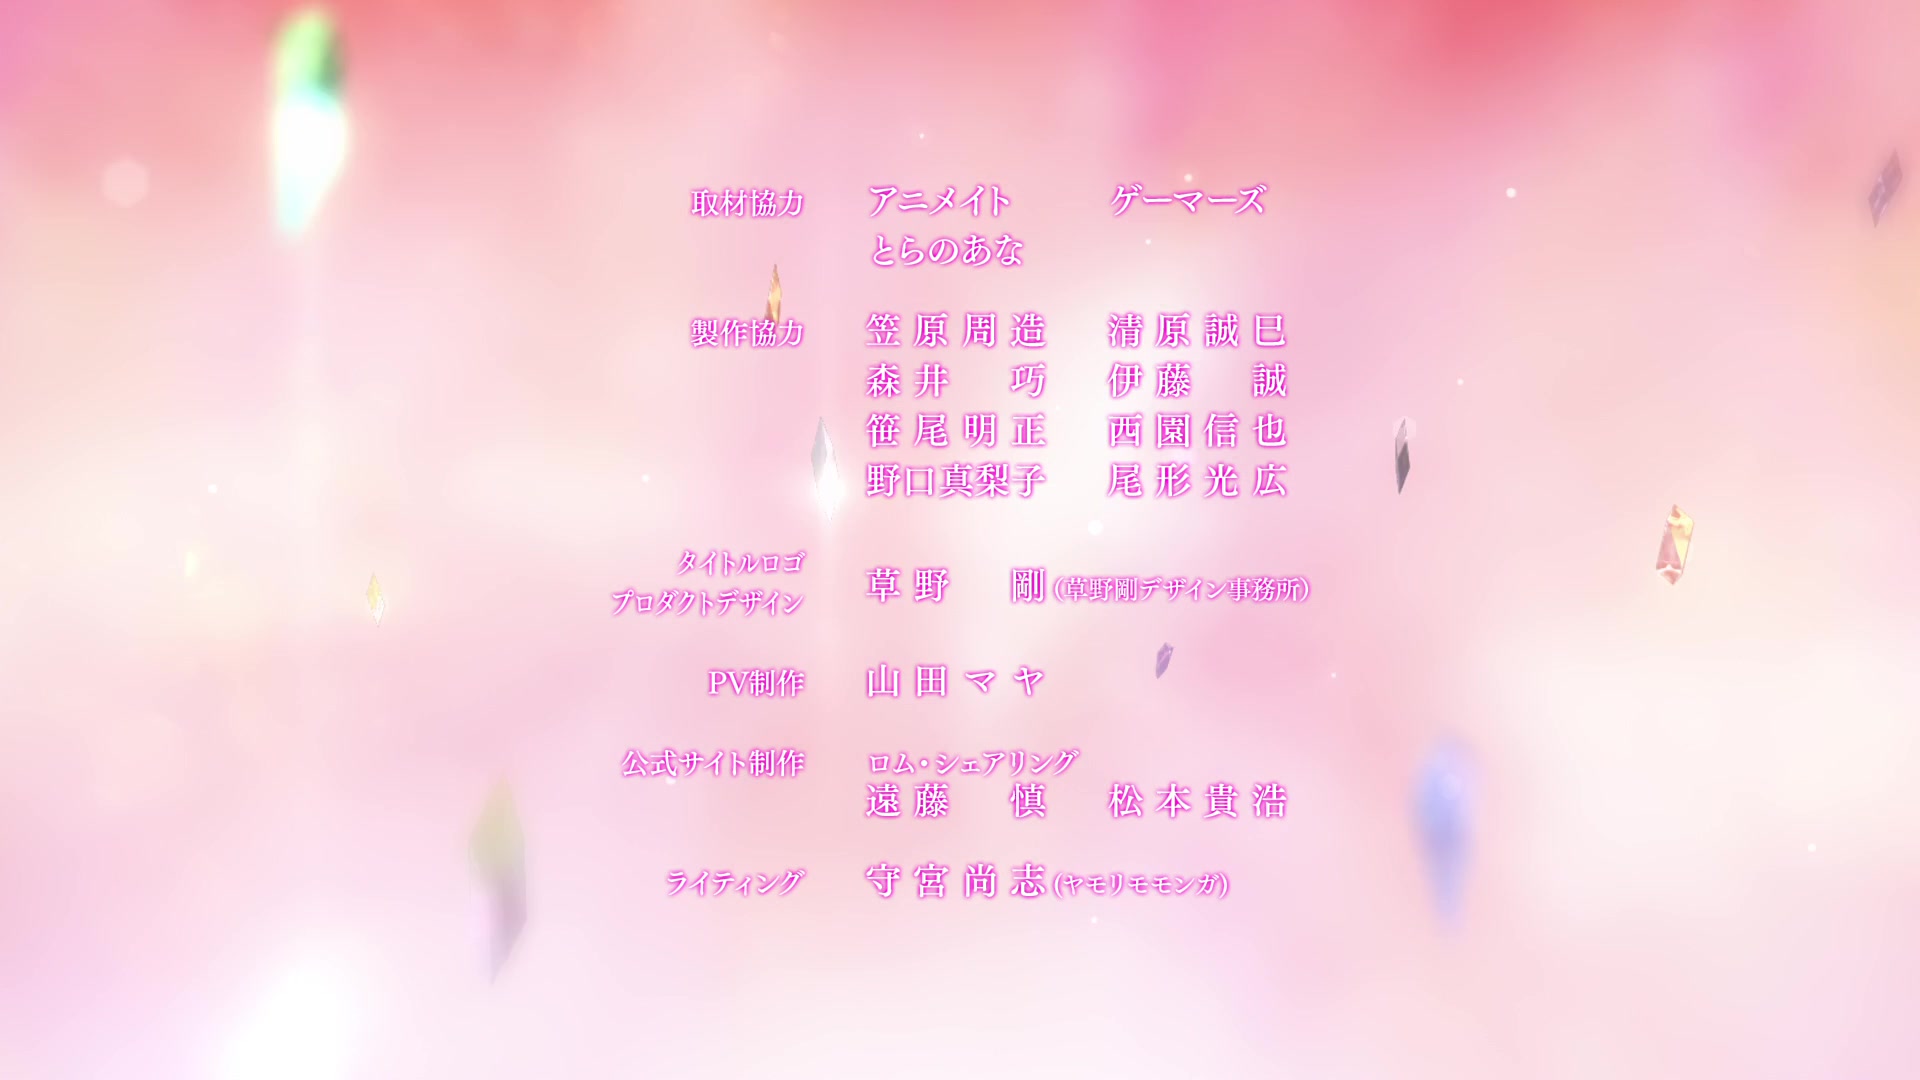 取材協力 アニメイト ゲーマーズ
とらのあな
製作協力 笠原周造 清原誠巳
森井 巧 伊藤 誠
笹尾明正 西園信也
野口真梨子 尾形光広
タイトルロゴ
プロダクトデザイン 草野 剛(草野剛デザイン事務所)
PV制作 山田マヤ
公式サイト制作 ロム・シェアリング
遠藤 慎 松本貴浩
ライティング 守宮尚志(ヤモリモモンガ)